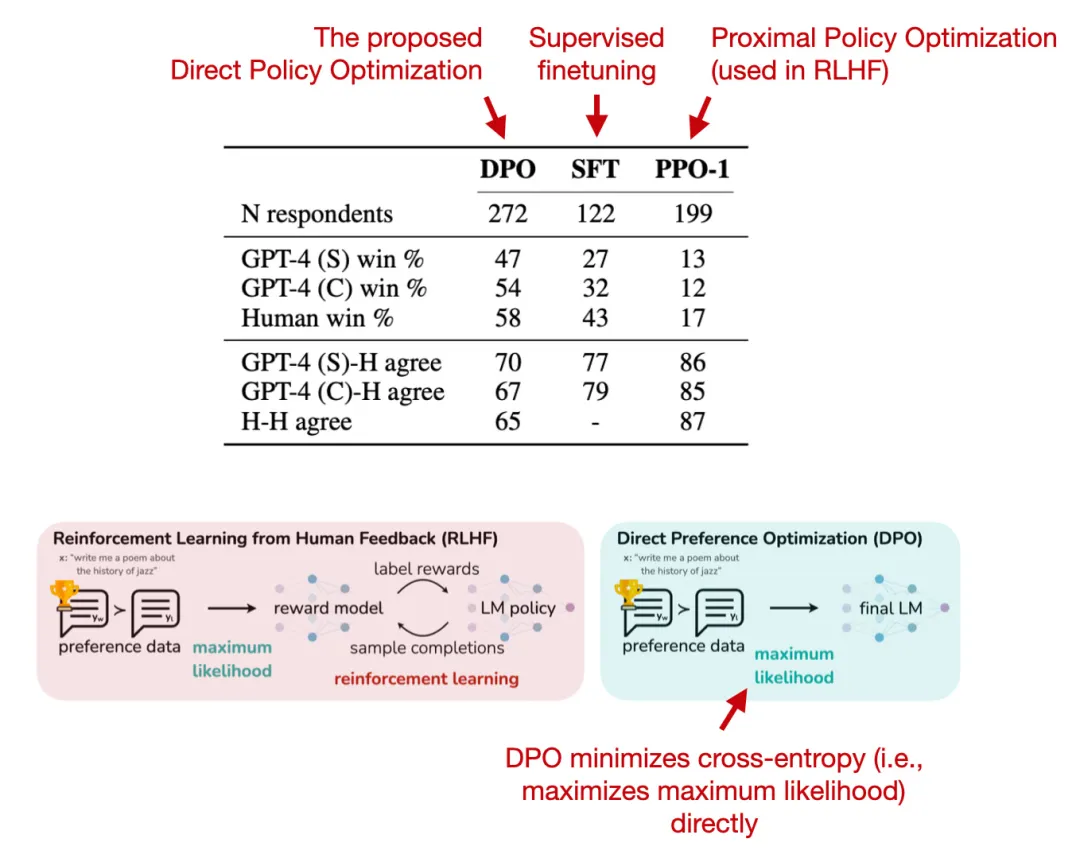 The proposed
Direct Policy Optimization
Supervised
finetuning
Proximal Policy Optimization
(used in RLHF)
DPO SFT PPO-1
N respondents 272 122 199
GPT-4 (S) win % 47 27 13
GPT-4 (C) win % 54 32 12
Human win % 58 43 17
GPT-4 (S)-H agree 70 77 86
GPT-4 (C)-H agree 67 79 85
H-H agree 65 - 87
Reinforcement Learning from Human Feedback (RLHF)
x: "write me a poem about
the history of jazz"
label rewards
yw > yl
reward model
LM policy
preference data
maximum
likelihood
sample completions
reinforcement learning
Direct Preference Optimization (DPO)
x: "write me a poem about
the history of jazz"
yw > yl
final LM
preference data
maximum
likelihood
DPO minimizes cross-entropy (i.e.,
maximizes maximum likelihood)
directly